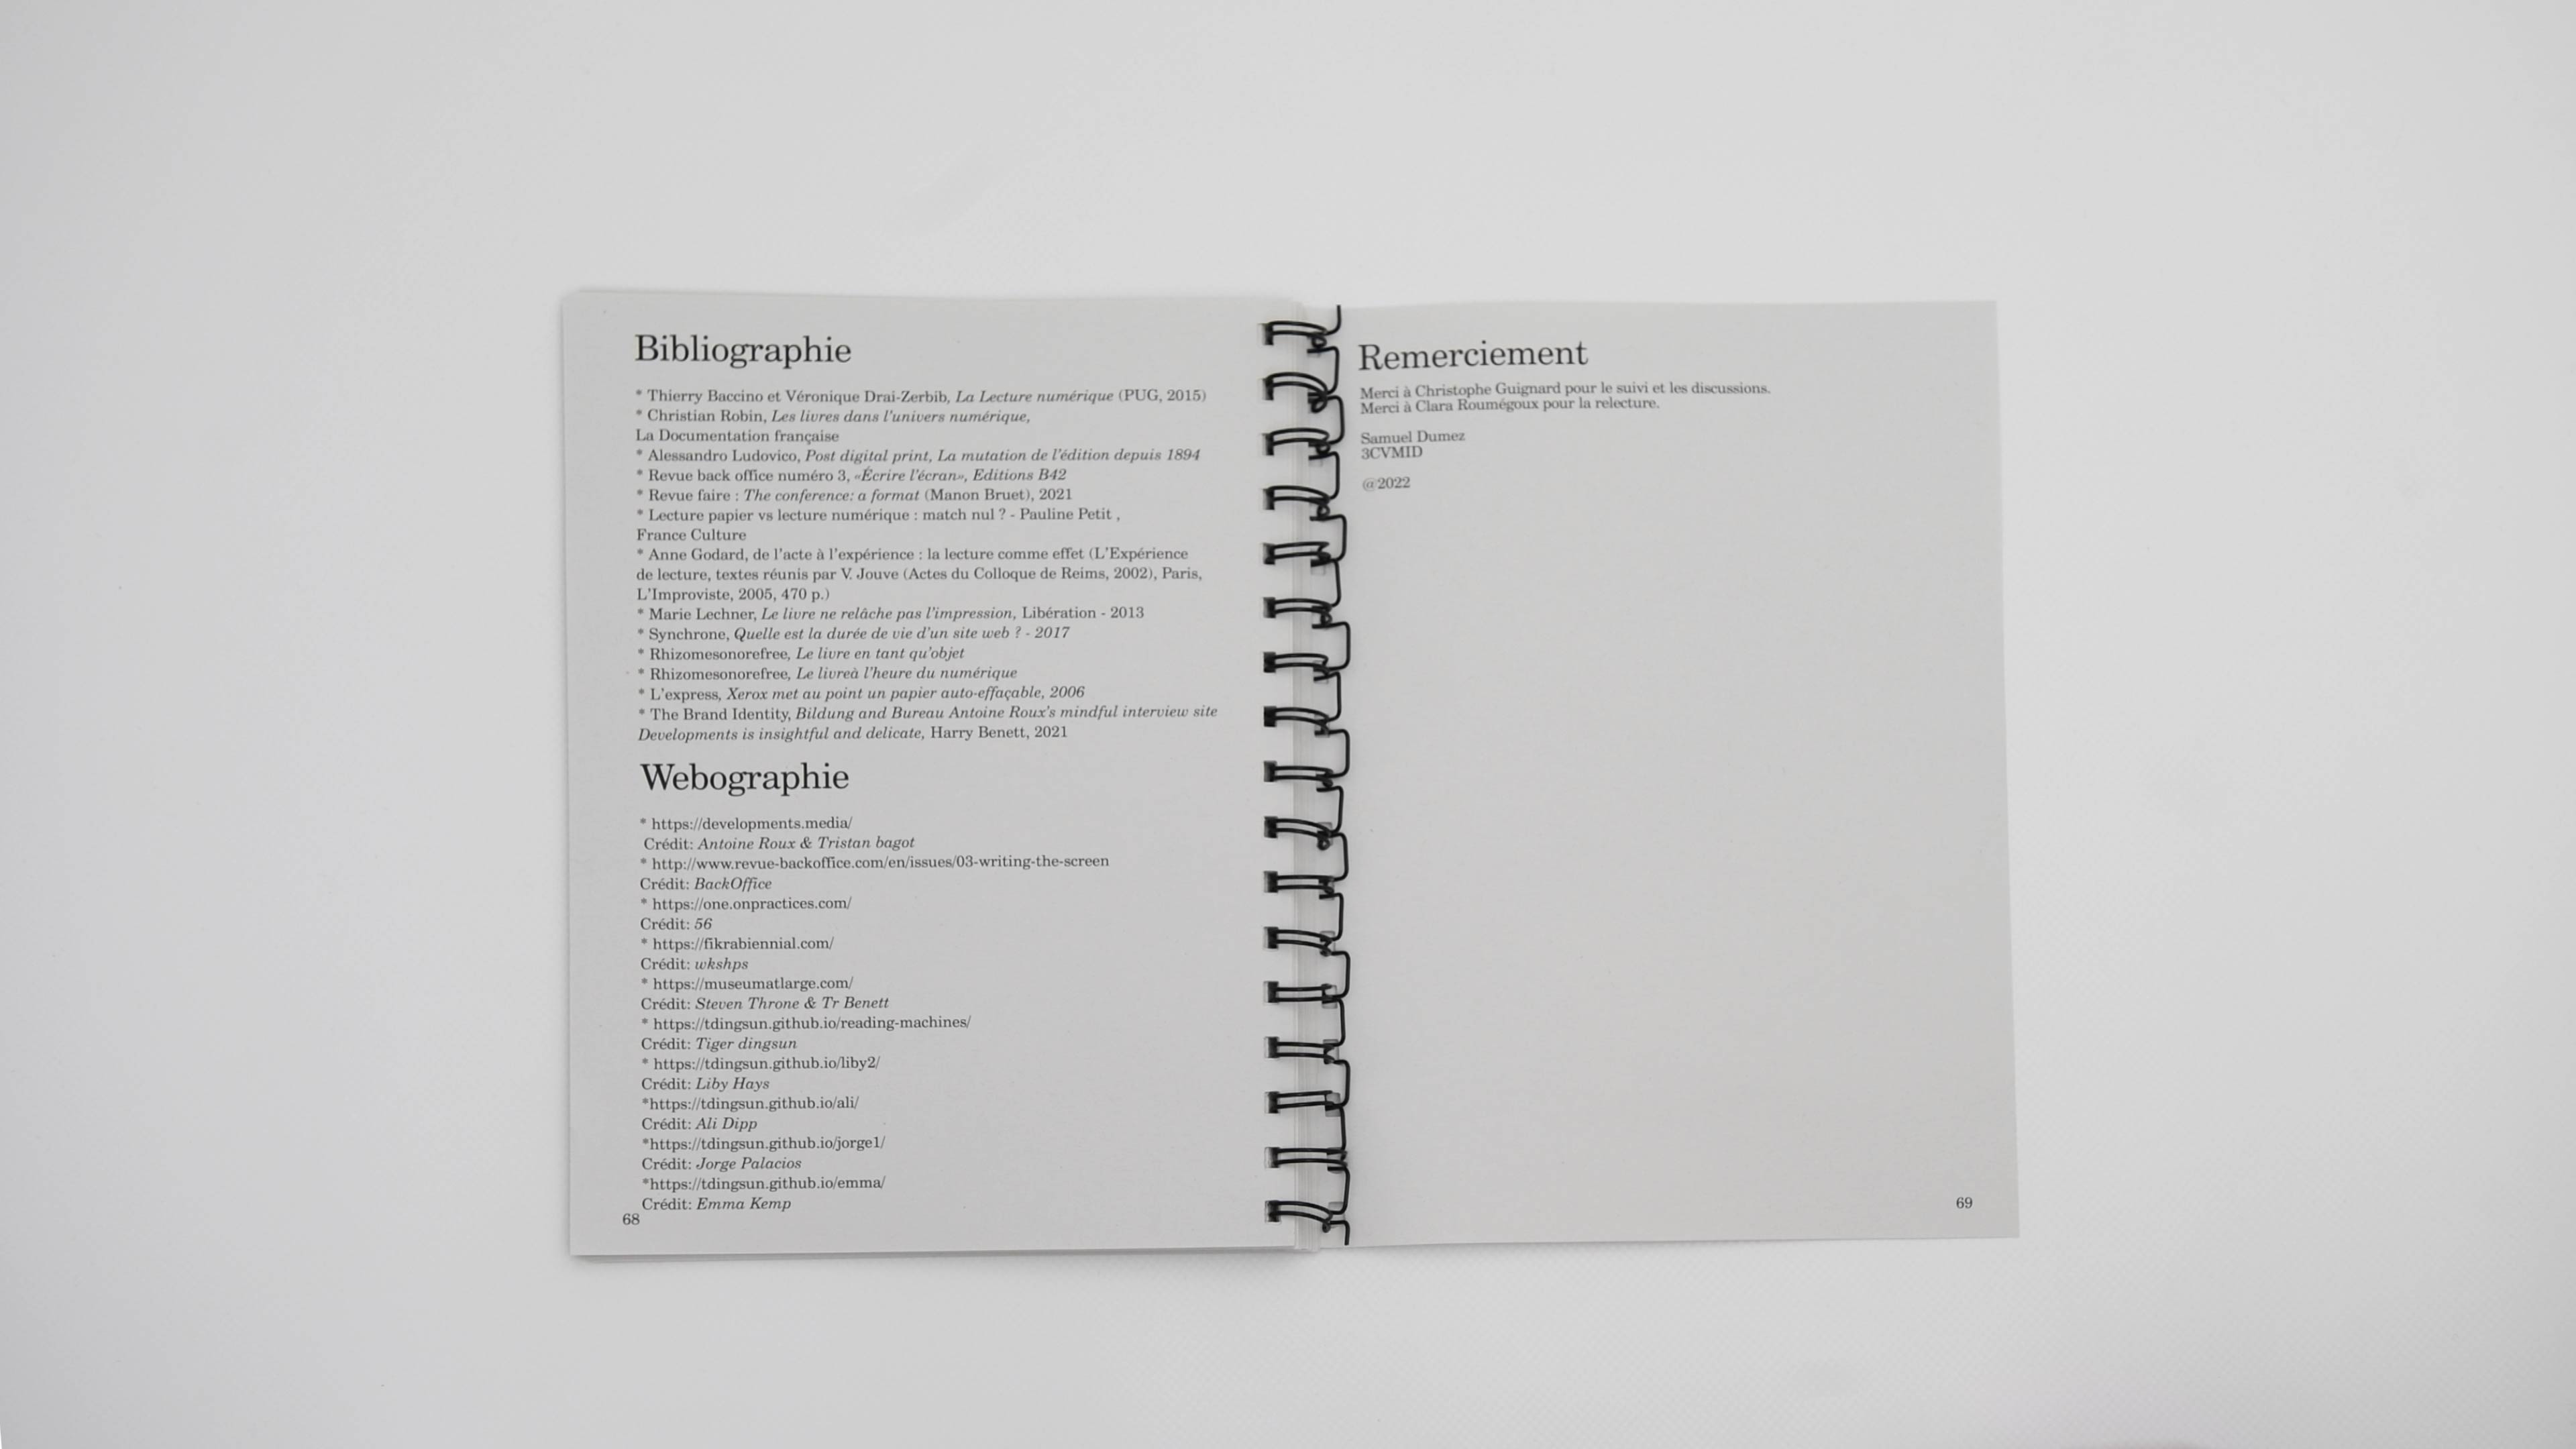 Bibliographie
* Thierry Baccino et Véronique Drai-Zerbib, La Lecture numérique (PUG, 2015)
* Christian Robin, Les livres dans l'univers numérique,
La Documentation française
* Alessandro Ludovico, Post digital print, La mutation de l'édition depuis 1894
* Revue back office numéro 3, «Écrire l'écran», Editions B42
* Revue faire : The conference: a format (Manon Bruet), 2021
* Lecture papier vs lecture numérique : match nul ? - Pauline Petit ,
France Culture
* Anne Godard, de l'acte à l'expérience : la lecture comme effet (L'Expérience
de lecture, textes réunis par V. Jouve (Actes du Colloque de Reims, 2002), Paris,
L'Improviste, 2005, 470 p.)
* Marie Lechner, Le livre ne relâche pas l'impression, Libération - 2013
* Synchrone, Quelle est la durée de vie d'un site web ? - 2017
* Rhizomesonorefree, Le livre en tant qu'objet
* Rhizomesonorefree, Le livreà l'heure du numérique
* L'express, Xerox met au point un papier auto-effaçable, 2006
* The Brand Identity, Bildung and Bureau Antoine Roux's mindful interview site
Developments is insightful and delicate, Harry Benett, 2021
Webographie
* https://developments.media/
Crédit: Antoine Roux & Tristan bagot
* http://www.revue-backoffice.com/en/issues/03-writing-the-screen
Crédit: BackOffice
* https://one.onpractices.com/
Crédit: 56
* https://fikrabiennial.com/
Crédit: wkshps
* https://museumatlarge.com/
Crédit: Steven Throne & Tr Benett
* https://tdingsun.github.io/reading-machines/
Crédit: Tiger dingsun
* https://tdingsun.github.io/liby2/
Crédit: Liby Hays
*https://tdingsun.github.io/ali/
Crédit: Ali Dipp
*https://tdingsun.github.io/jorge1/
Crédit: Jorge Palacios
*https://tdingsun.github.io/emma/
Crédit: Emma Kemp
68
Remerciement
Merci à Christophe Guignard pour le suivi et les discussions.
Merci à Clara Roumégoux pour la relecture.
Samuel Dumez
3CVMID
@2022
69